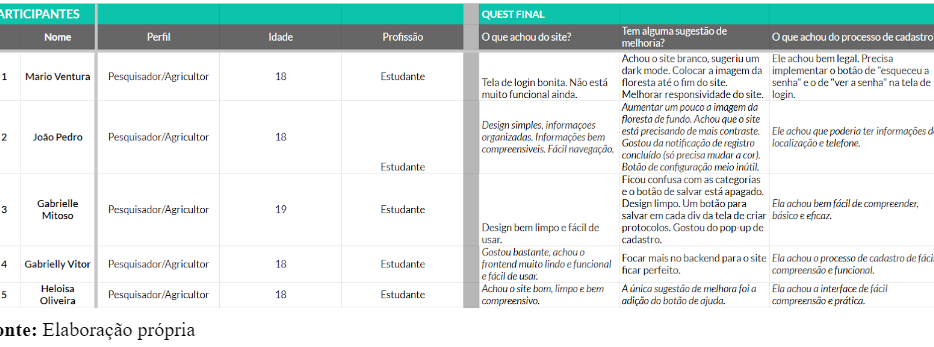 ARTICIPANTES QUEST FINAL
Nome Perfil Idade Profissão O que achou do site? Tem alguma sugestão de melhoria? O que achou do processo de cadastro
1 Mario Ventura Pesquisador/Agricultor 18 Estudante
Tela de login bonita. Não está
muito funcional ainda.
Achou o site branco, sugeriu um
dark mode. Colocar a imagem da
floresta até o fim do site.
Melhorar responsividade do site.
Ele achou bem legal. Precisa
implementar o botão de "esqueceu a
senha" e o de "ver a senha" na tela de
login.
2 João Pedro Pesquisador/Agricultor 18 Estudante
Design simples, informaçoes
organizadas. Informações bem
compreensiveis. Fácil navegação.
Aumentar um pouco a imagem da
floresta de fundo. Achou que o site
está precisando de mais contraste.
Gostou da notificação de registro
concluído (só precisa mudar a cor).
Botão de configuração meio inútil.
Ele achou que poderia ter informações d
localização e telefone.
3 Gabrielle Mitoso Pesquisador/Agricultor 19 Estudante
Design bem limpo e fácil de
usar.
Ficou confusa com as categorias
e o botão de salvar está apagado.
Design limpo. Um botão para
salvar em cada div da tela de criar
protocolos. Gostou do pop-up de
cadastro.
Ela achou bem fácil de compreender,
básico e eficaz.
4 Gabrielly Vitor Pesquisador/Agricultor 18 Estudante
Gostou bastante, achou o
frontend muito lindo e funcional
e fácil de usar.
Focar mais no backend para o site
ficar perfeito.
Ela achou o processo de cadastro de fáci
compreensão e funcional.
5 Heloisa Oliveira Pesquisador/Agricultor 18 Estudante
Achou o site bom, limpo e bem
compreensivo.
A única sugestão de melhora foi a
adição do botão de ajuda.
Ela achou a interface de fácil
compreensão e prática.
onte: Elaboração própria